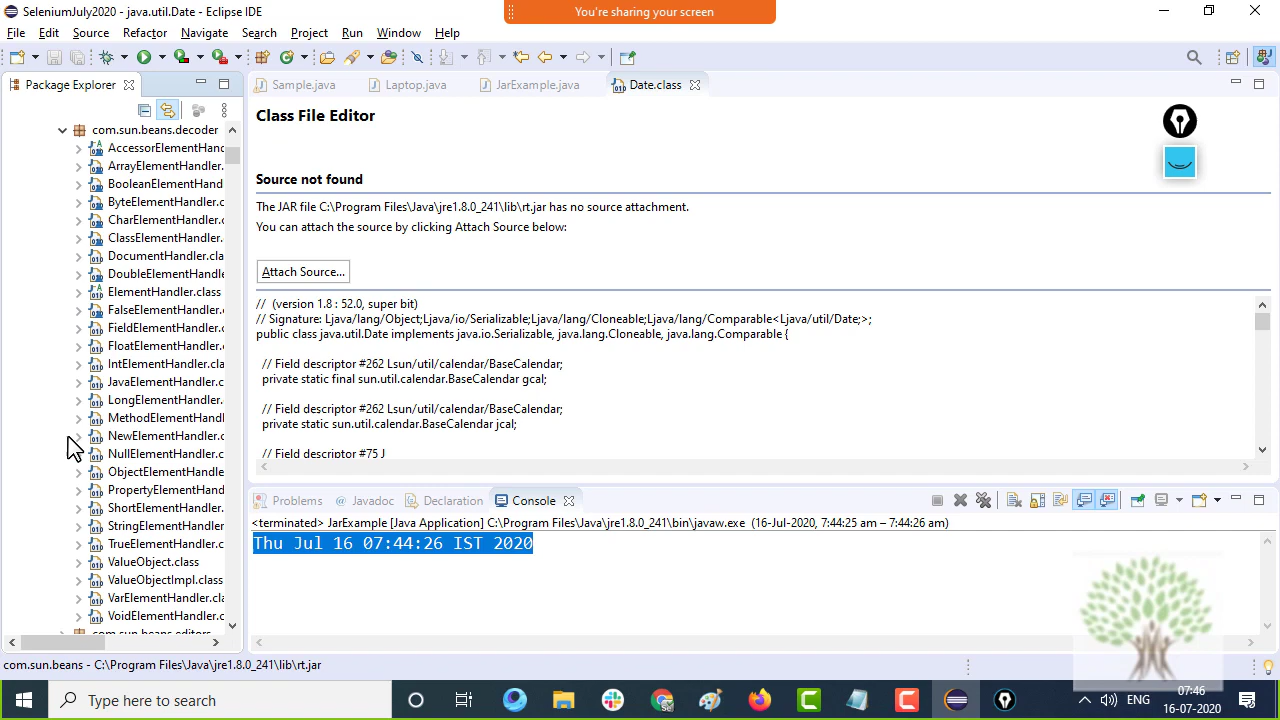 SeleniumJuly2020 - java.util.Date - Eclipse IDE
You're sharing your screen
File Edit Source Refactor Navigate Search Project Run Window Help
Package Explorer
Sample.java Laptop.java JarExample.java Date.class
com.sun.beans.decoder
AccessorElementHand
ArrayElementHandler.
BooleanElementHand
ByteElementHandler.c
CharElementHandler.c
ClassElementHandler.
DocumentElement.cla
DoubleElementHandle
ElementHandler.class
FalseElementHandler.
FieldElementHandler.c
FloatElementHandler.c
IntElementHandler.cla
JavaElementHandler.c
LongElementHandler.
MethodElementHandl
NewElementHandler.c
NullElementHandler.c
ObjectElementHandle
PropertyElementHand
ShortElementHandler.
StringElementHandler
TrueElementHandler.c
ValueObject.class
ValueObjectImpl.class
VarElementHandler.cla
VoidElementHandler.c
com.sun.beans.editors
Class File Editor
Source not found
The JAR file C:\Program Files\Java\jre1.8.0_241\lib\rt.jar has no source attachment.
You can attach the source by clicking Attach Source below:
Attach Source...
// (version 1.8 : 52.0, super bit)
// Signature: Ljava/lang/Object;Ljava/io/Serializable;Ljava/lang/Cloneable;Ljava/lang/Comparable<Ljava/util/Date;>;
public class java.util.Date implements java.io.Serializable, java.lang.Cloneable, java.lang.Comparable {
// Field descriptor #262 Lsun/util/calendar/BaseCalendar;
private static final sun.util.calendar.BaseCalendar gcal;
// Field descriptor #262 Lsun/util/calendar/BaseCalendar;
private static sun.util.calendar.BaseCalendar jcal;
// Field descriptor #75 J
Problems Javadoc Declaration Console
<terminated> JarExample [Java Application] C:\Program Files\Java\jre1.8.0_241\bin\javaw.exe (16-Jul-2020, 7:44:25 am – 7:44:26 am)
Thu Jul 16 07:44:26 IST 2020
com.sun.beans - C:\Program Files\Java\jre1.8.0_241\lib\rt.jar
Type here to search
ENG
07:46
16-07-2020